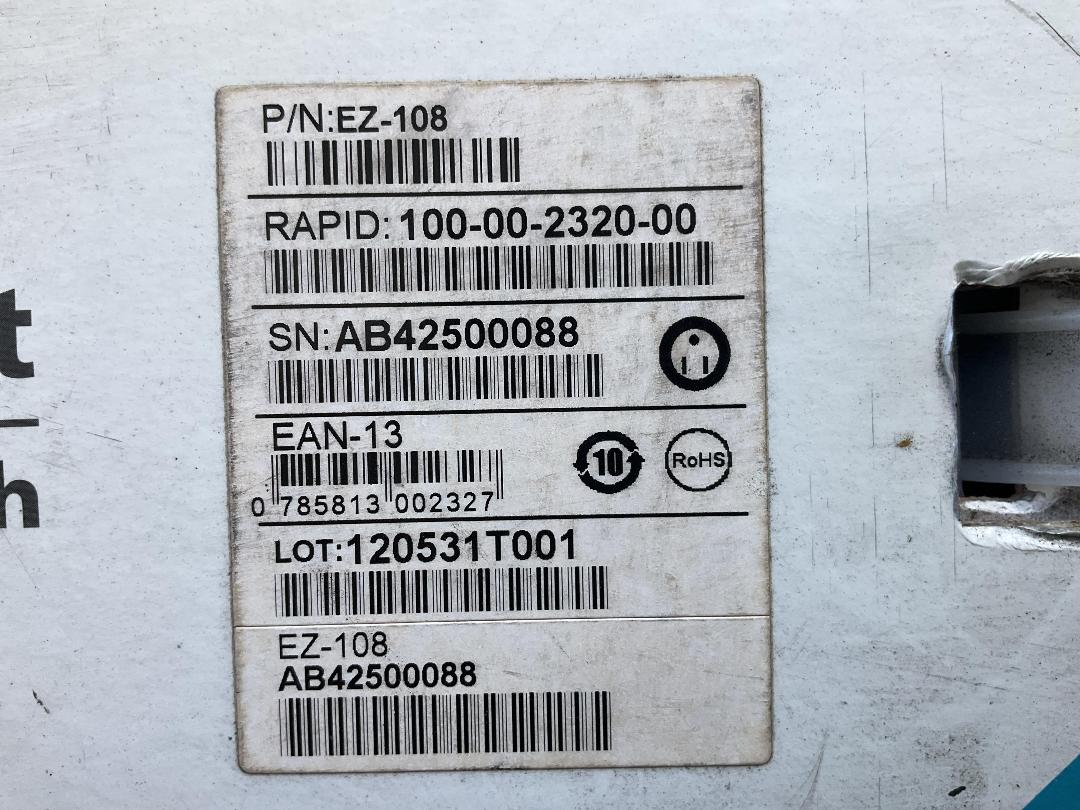 P/N:EZ-108
RAPID: 100-00-2320-00
SN: AB42500088
EAN-13
10
RoHS
0 785813 002327
LOT:120531T001
EZ-108
AB42500088
t
h